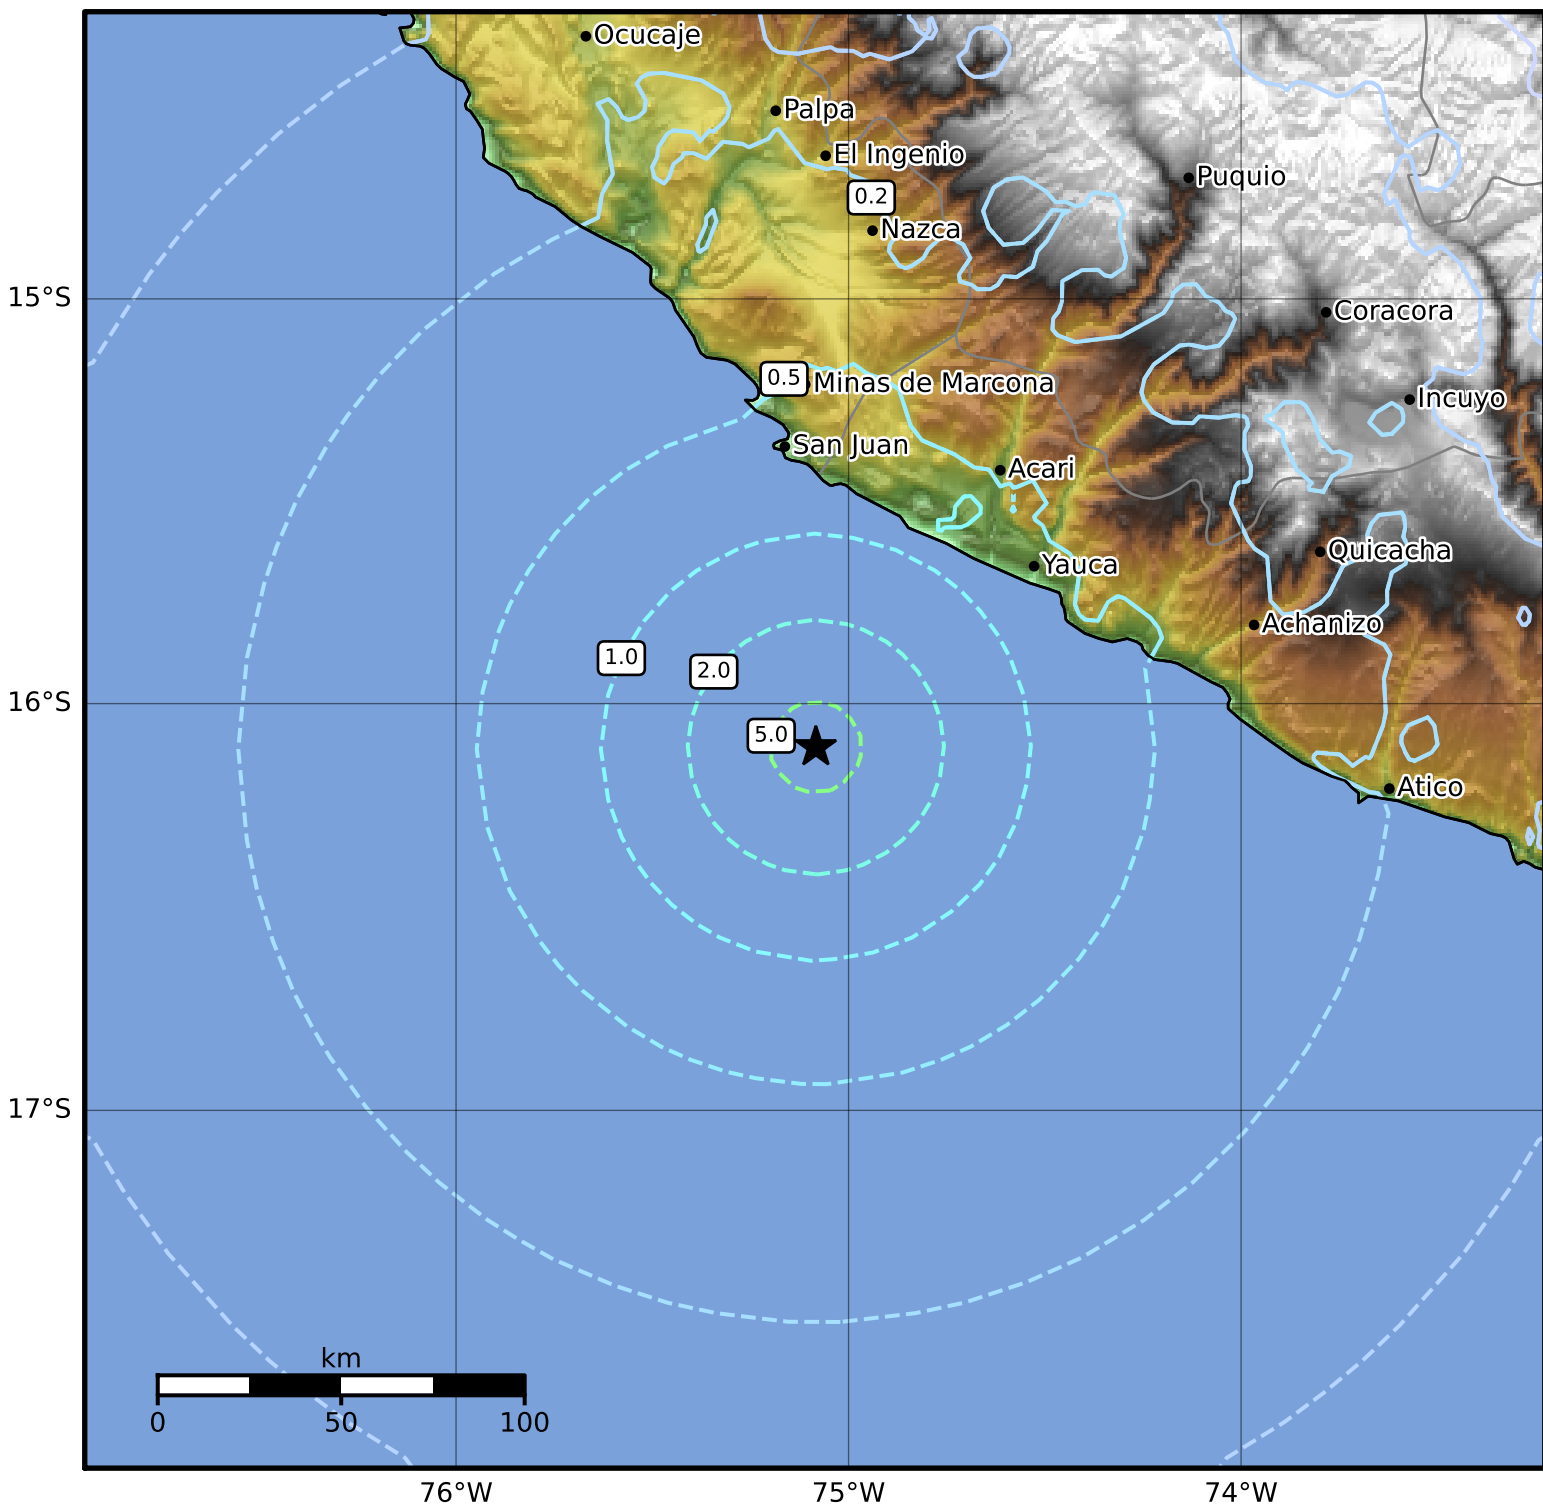 Ocucaje
Palpa
El Ingenio
Puquio
0.2
Nazca
15°S
Coracora
0.5
Minas de Marcona
Incuyo
San Juan
Acari
Quicacha
Yauca
Achanizo
1.0
2.0
16°S
5.0
Atico
17°S
km
0
50
100
76°W
75°W
74°W